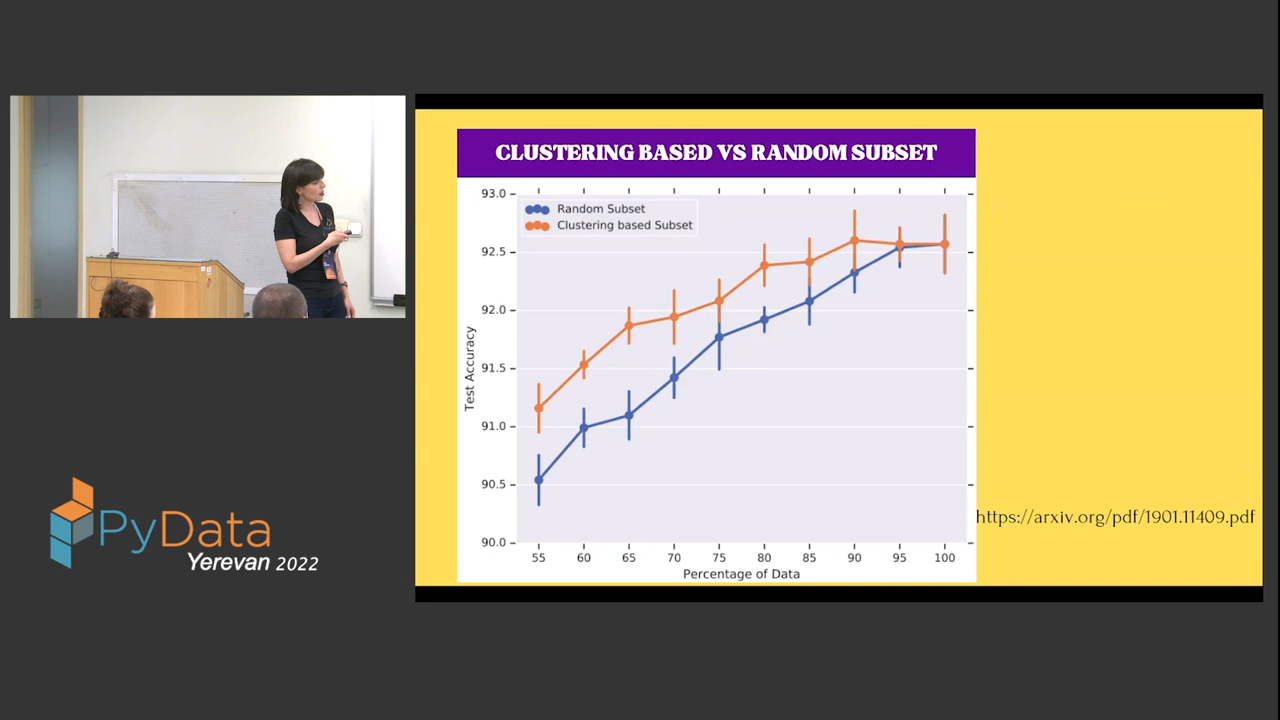 CLUSTERING BASED VS RANDOM SUBSET
93.0
92.5
92.0
91.5
91.0
90.5
90.0
Test Accuracy
Random Subset
Clustering based Subset
55 60 65 70 75 80 85 90 95 100
Percentage of Data
https://arxiv.org/pdf/1901.11409.pdf
PyData
Yerevan 2022